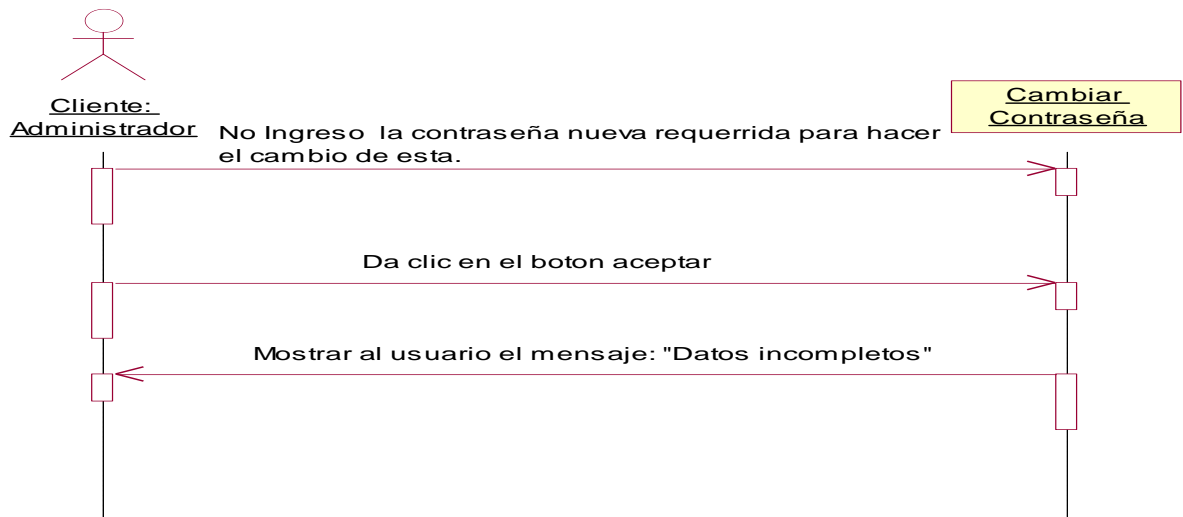 Cliente:
Administrador
Cambiar
Contraseña
No Ingreso la contraseña nueva requerrida para hacer
el cambio de esta.
Da clic en el boton aceptar
Mostrar al usuario el mensaje: "Datos incompletos"